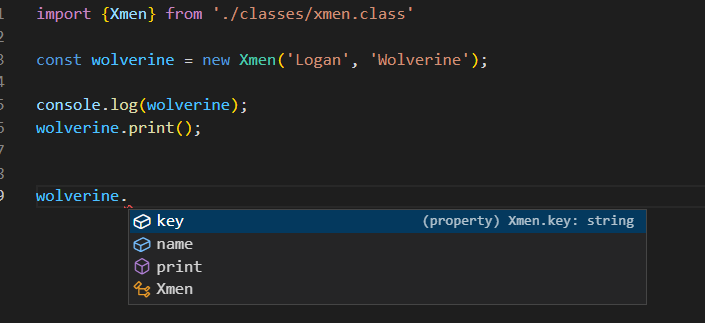 1 import {Xmen} from './classes/xmen.class'
2
3 const wolverine = new Xmen('Logan', 'Wolverine');
4
5 console.log(wolverine);
6 wolverine.print();
7
8
9 wolverine.
key (property) Xmen.key: string
name
print
Xmen